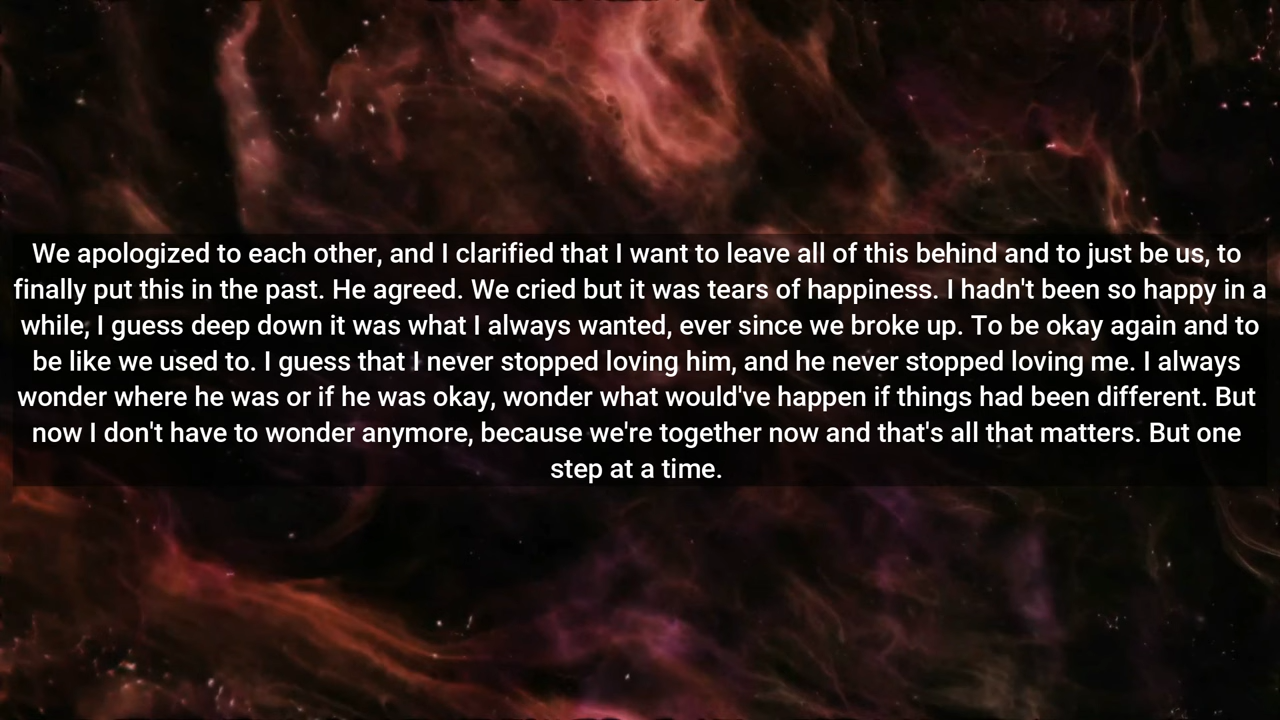 We apologized to each other, and I clarified that I want to leave all of this behind and to just be us, to
finally put this in the past. He agreed. We cried but it was tears of happiness. I hadn't been so happy in a
while, I guess deep down it was what I always wanted, ever since we broke up. To be okay again and to
be like we used to. I guess that I never stopped loving him, and he never stopped loving me. I always
wonder where he was or if he was okay, wonder what would've happen if things had been different. But
now I don't have to wonder anymore, because we're together now and that's all that matters. But one
step at a time.